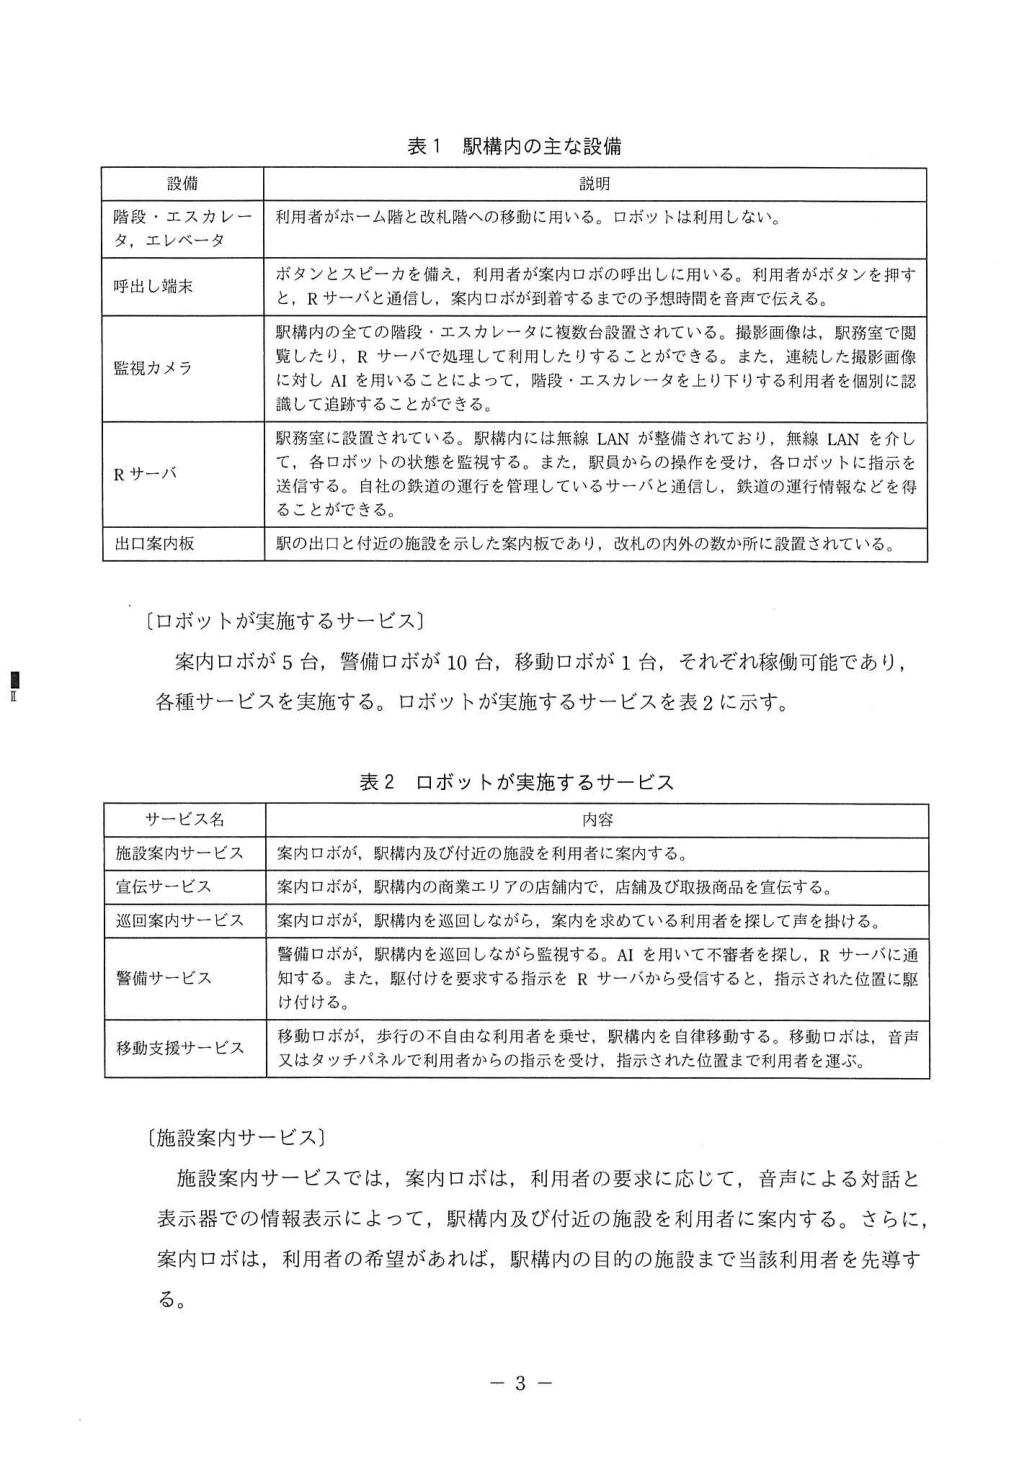 表1 駅構内の主な設備
設備
説明
階段・エスカレー
タ，エレベータ
利用者がホーム階と改札階への移動に用いる。ロボットは利用しない。
呼出し端末
ボタンとスピーカを備え，利用者が案内ロボの呼出しに用いる。利用者がボタンを押す
と，R サーバと通信し，案内ロボが到着するまでの予想時間を音声で伝える。
監視カメラ
駅構内の全ての階段・エスカレータに複数台設置されている。撮影画像は，駅務室で閲
覧したり，R サーバで処理して利用したりすることができる。また，連続した撮影画像
に対し AI を用いることによって，階段・エスカレータを上り下りする利用者を個別に認
識して追跡することができる。
R サーバ
駅務室に設置されている。駅構内には無線 LAN が整備されており，無線 LAN を介し
て，各ロボットの状態を監視する。また，駅員からの操作を受け，各ロボットに指示を
送信する。自社の鉄道の運行を管理しているサーバと通信し，鉄道の運行情報などを得
ることができる。
出口案内板
駅の出口と付近の施設を示した案内板であり，改札の内外の数か所に設置されている。
〔ロボットが実施するサービス〕
案内ロボが 5 台，警備ロボが 10 台，移動ロボが 1 台，それぞれ稼働可能であり，
各種サービスを実施する。ロボットが実施するサービスを表2 に示す。
表2 ロボットが実施するサービス
サービス名
内容
施設案内サービス
案内ロボが，駅構内及び付近の施設を利用者に案内する。
宣伝サービス
案内ロボが，駅構内の商業エリアの店舗内で，店舗及び取扱商品を宣伝する。
巡回案内サービス
案内ロボが，駅構内を巡回しながら，案内を求めている利用者を探して声を掛ける。
警備サービス
警備ロボが，駅構内を巡回しながら監視する。AI を用いて不審者を探し，R サーバに通
知する。また，駆付けを要求する指示を R サーバから受信すると，指示された位置に駆
け付ける。
移動支援サービス
移動ロボが，歩行の不自由な利用者を乗せ，駅構内を自律移動する。移動ロボは，音声
又はタッチパネルで利用者からの指示を受け，指示された位置まで利用者を運ぶ。
〔施設案内サービス〕
施設案内サービスでは，案内ロボは，利用者の要求に応じて，音声による対話と
表示器での情報表示によって，駅構内及び付近の施設を利用者に案内する。さらに，
案内ロボは，利用者の希望があれば，駅構内の目的の施設まで当該利用者を先導す
る。
－ 3 －